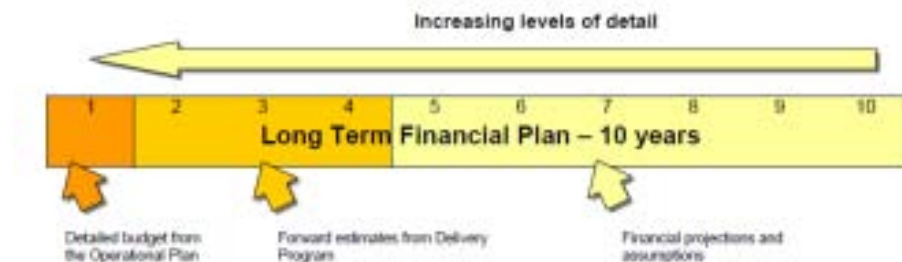 Increasing levels of detail
1 2 3 4 5 6 7 8 9 10
Long Term Financial Plan – 10 years
Detailed budget from
the Operational Plan
Forward estimates from Delivery
Program
Financial projections and
assumptions